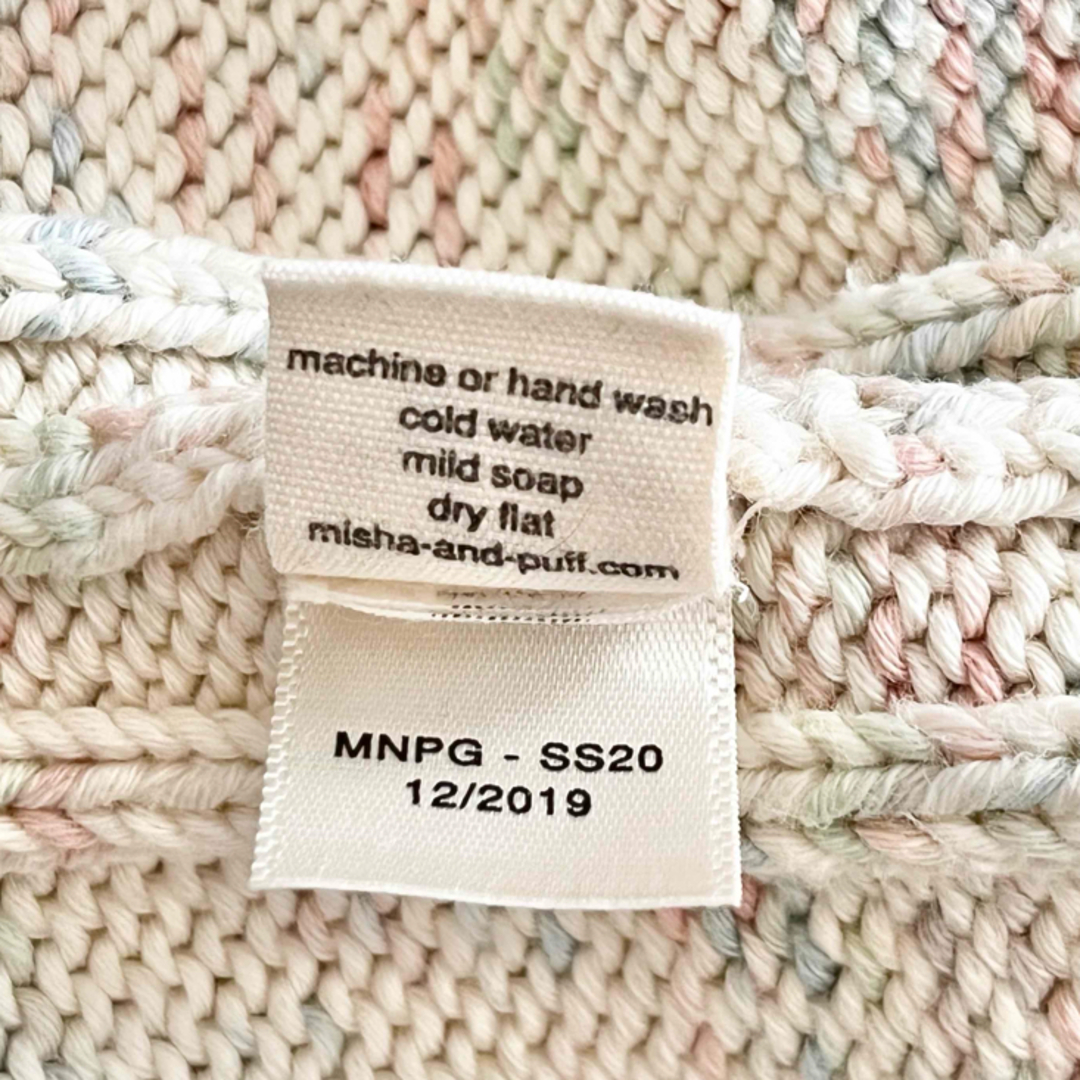 machine or hand wash
cold water
mild soap
dry flat
misha-and-puff.com
MNPG - SS20
12/2019